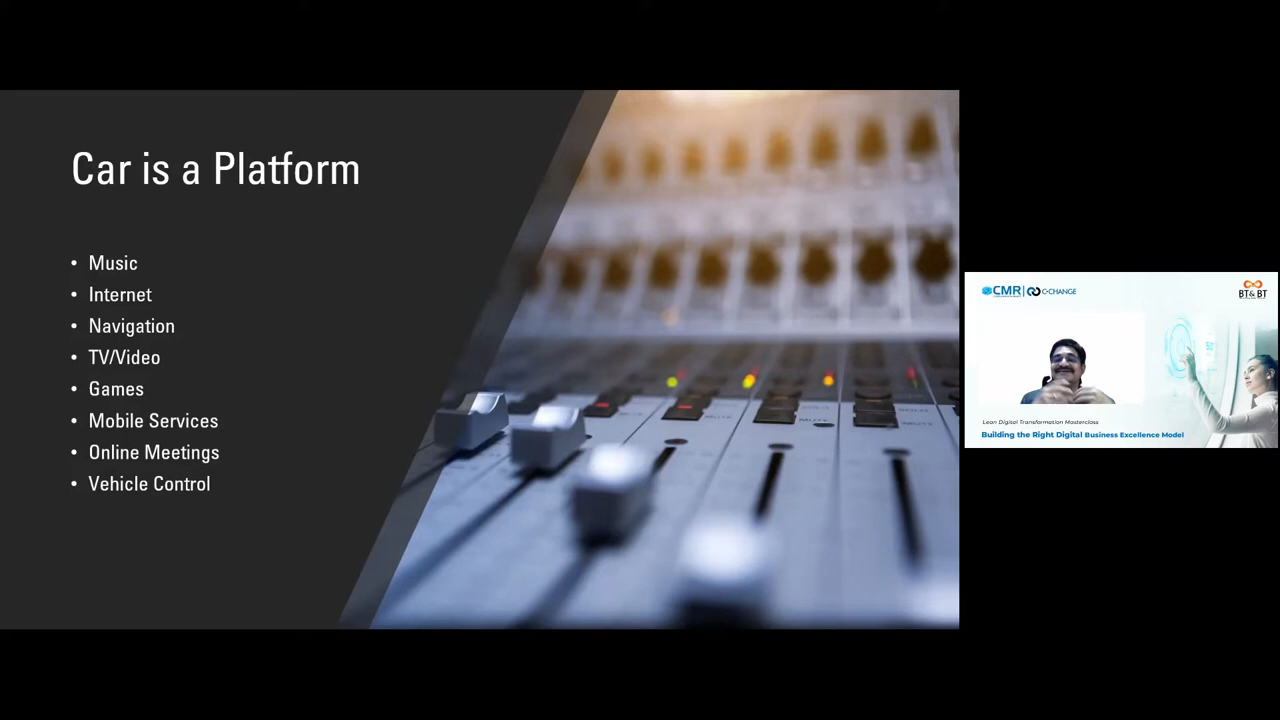 Car is a Platform
• Music
• Internet
• Navigation
• TV/Video
• Games
• Mobile Services
• Online Meetings
• Vehicle Control
MUTE
CMR | C-CHANGE
BT& BT
Lean Digital Transformation Masterclass
Building the Right Digital Business Excellence Model